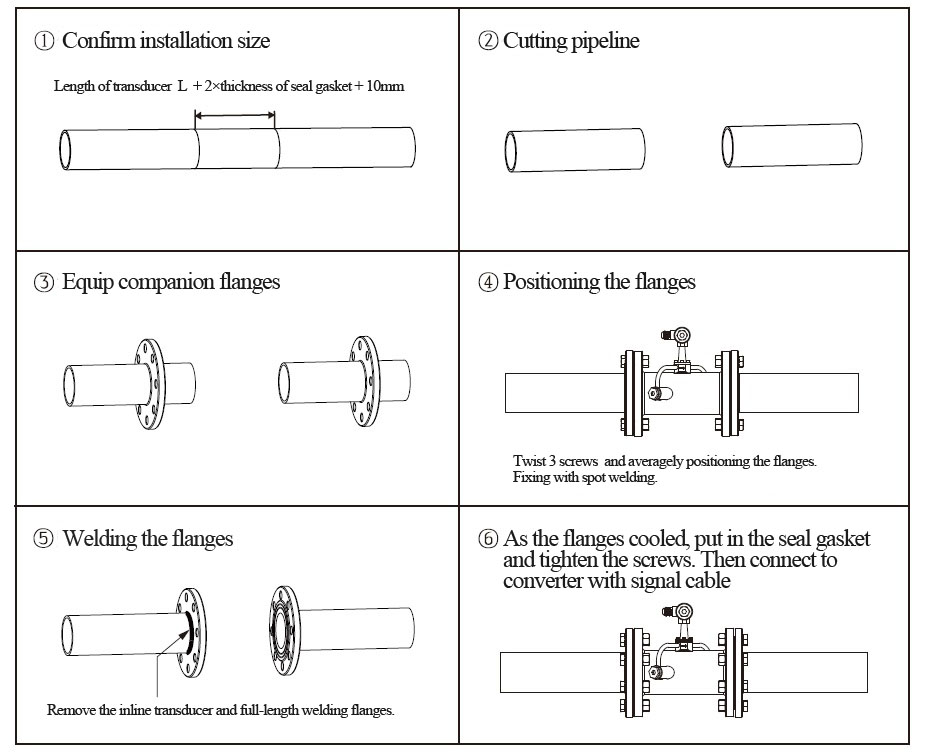 ① Confirm installation size
Length of transducer L + 2×thickness of seal gasket + 10mm
② Cutting pipeline
③ Equip companion flanges
④ Positioning the flanges
Twist 3 screws and averagely positioning the flanges.
Fixing with spot welding.
⑤ Welding the flanges
Remove the inline transducer and full-length welding flanges.
⑥ As the flanges cooled, put in the seal gasket
and tighten the screws. Then connect to
converter with signal cable